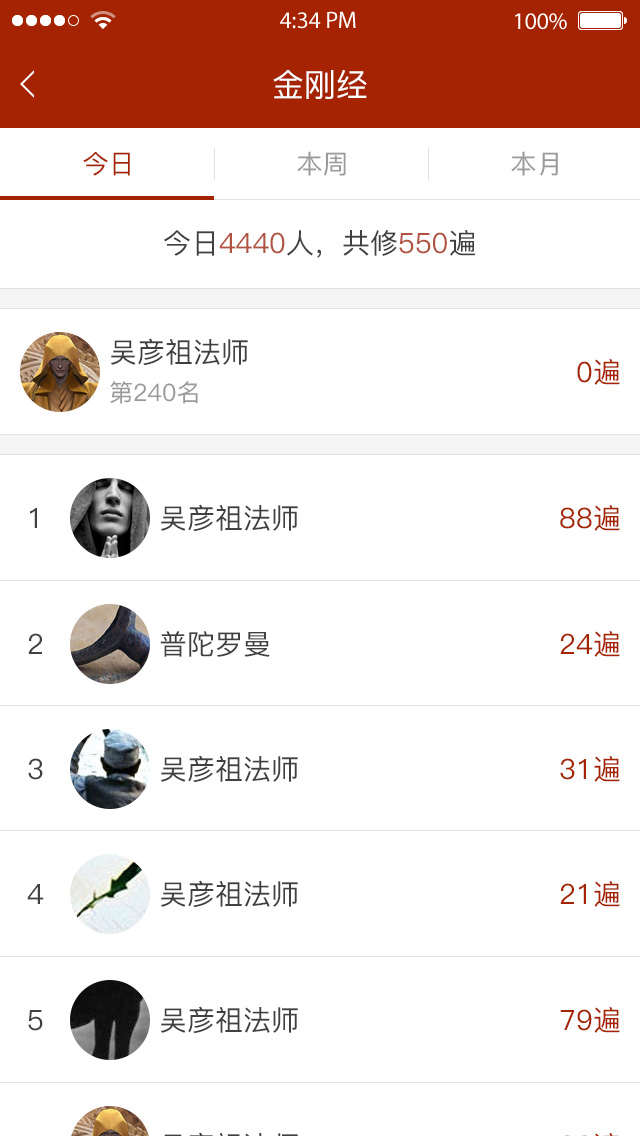 4:34 PM 100%
金刚经
今日 本周 本月
今日4440人，共修550遍
吴彦祖法师
第240名
0遍
1 吴彦祖法师 88遍
2 普陀罗曼 24遍
3 吴彦祖法师 31遍
4 吴彦祖法师 21遍
5 吴彦祖法师 79遍